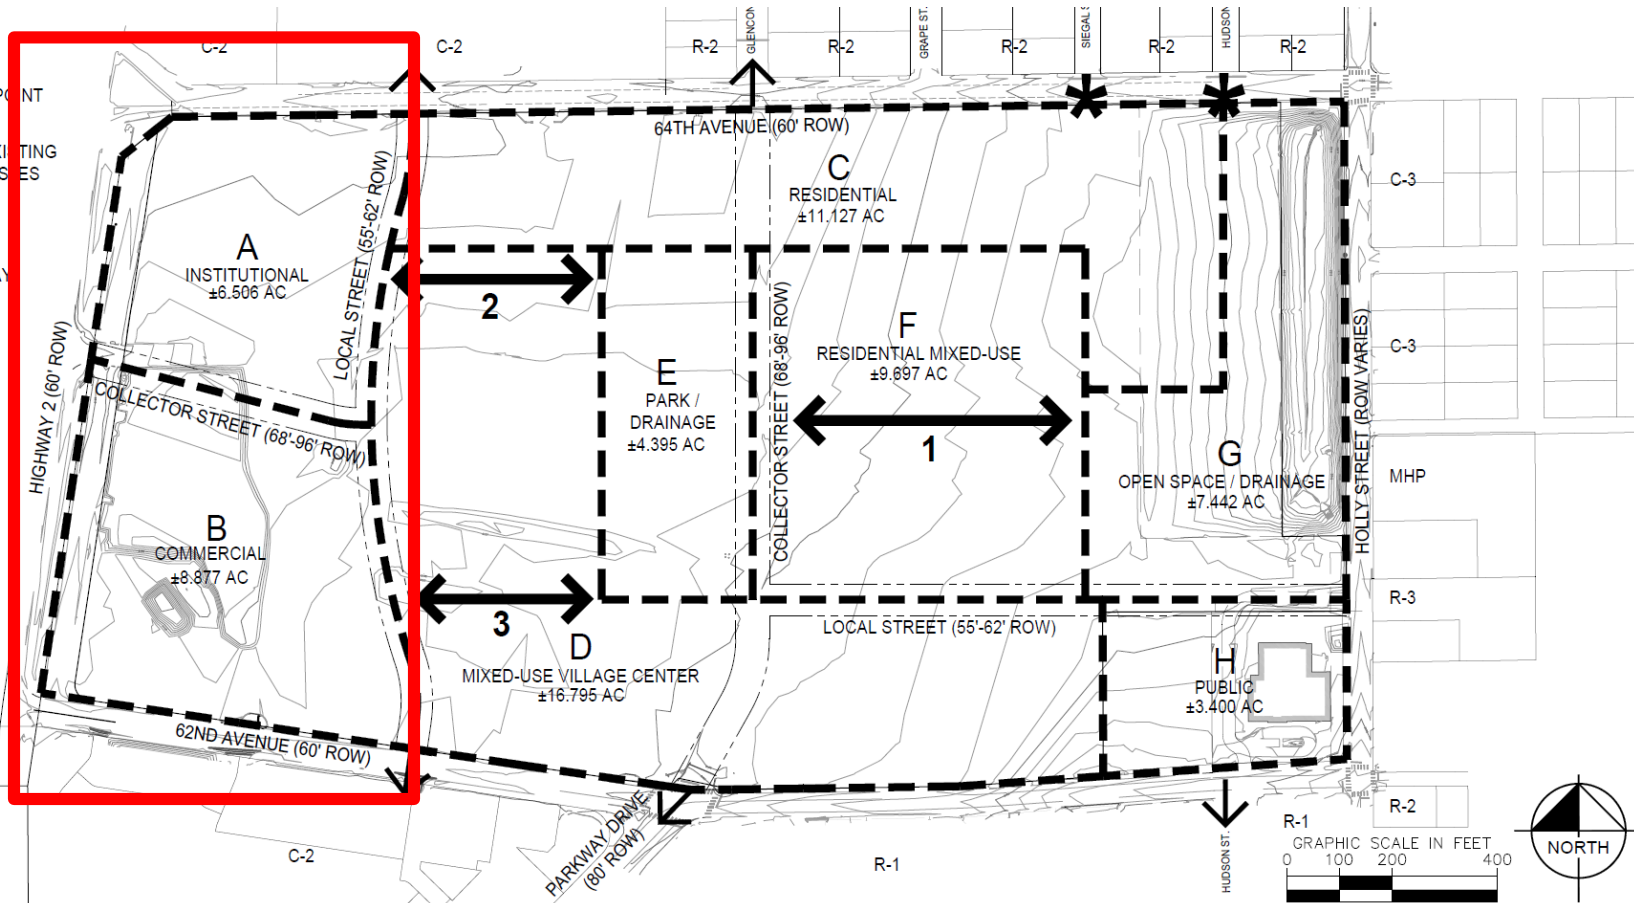 C-2
C-2
R-2
GLENCON
R-2
GRAPE ST.
R-2
SIEGAL S
R-2
HUDSON
R-2
OINT
STING
64TH AVENUE (60' ROW)
C
RESIDENTIAL
±11.127 AC
C-3
A
INSTITUTIONAL
±6.506 AC
LOCAL STREET (55'-62' ROW)
2
F
RESIDENTIAL MIXED-USE
±9.697 AC
C-3
E
PARK /
DRAINAGE
±4.395 AC
COLLECTOR STREET (68'-96' ROW)
1
HIGHWAY 2 (60' ROW)
COLLECTOR STREET (68'-96' ROW)
G
OPEN SPACE / DRAINAGE
±7.442 AC
HOLLY STREET (ROW VARIES)
MHP
B
COMMERCIAL
±8.877 AC
R-3
3
D
MIXED-USE VILLAGE CENTER
±16.795 AC
LOCAL STREET (55'-62' ROW)
H
PUBLIC
±3.400 AC
62ND AVENUE (60' ROW)
C-2
PARKWAY DRIVE
(80' ROW)
R-1
HUDSON ST.
R-1
R-2
GRAPHIC SCALE IN FEET
0 100 200 400
NORTH